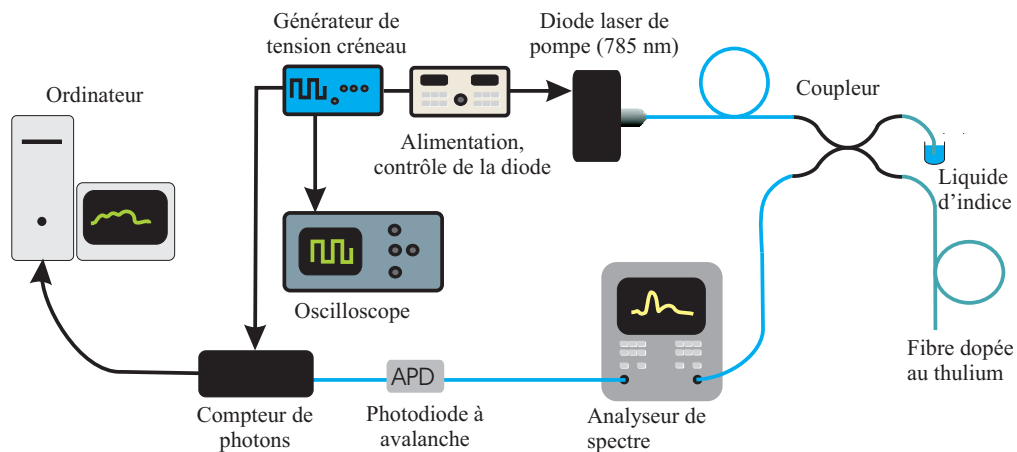 Générateur de
tension créneau
Diode laser de
pompe (785 nm)
Ordinateur
Coupleur
Alimentation,
contrôle de la diode
Liquide
d'indice
Oscilloscope
Fibre dopée
au thulium
APD
Compteur de
photons
Photodiode à
avalanche
Analyseur de
spectre